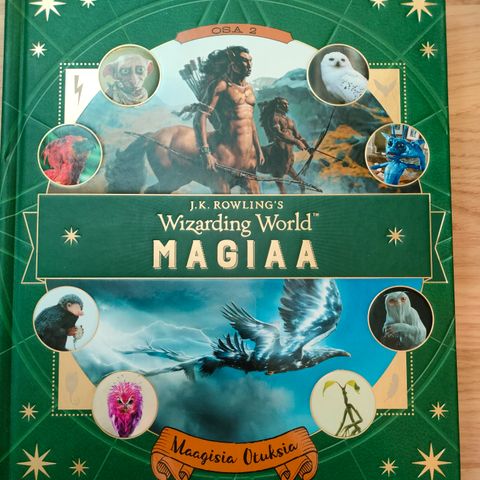 OSA 2
J.K. ROWLING'S
Wizarding World™
MAGIAA
Maagisia Otuksia